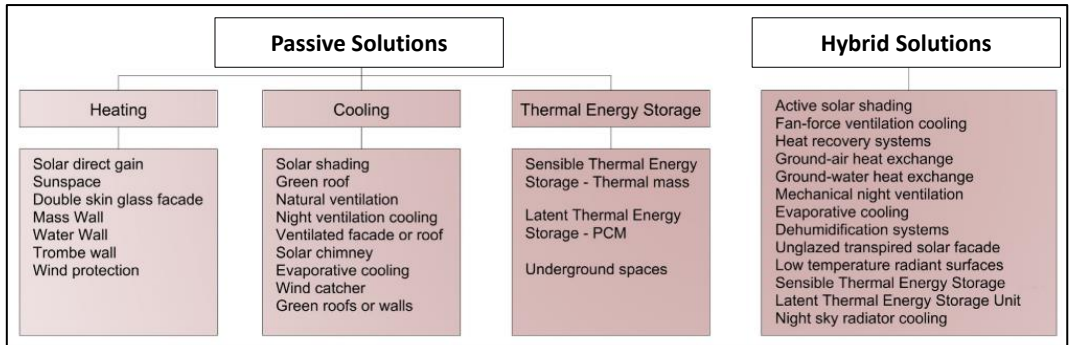 Passive Solutions
Hybrid Solutions
Heating
Cooling
Thermal Energy Storage
Solar direct gain
Sunspace
Double skin glass facade
Mass Wall
Water Wall
Trombe wall
Wind protection
Solar shading
Green roof
Natural ventilation
Night ventilation cooling
Ventilated facade or roof
Solar chimney
Evaporative cooling
Wind catcher
Green roofs or walls
Sensible Thermal Energy
Storage - Thermal mass
Latent Thermal Energy
Storage - PCM
Underground spaces
Active solar shading
Fan-force ventilation cooling
Heat recovery systems
Ground-air heat exchange
Ground-water heat exchange
Mechanical night ventilation
Evaporative cooling
Dehumidification systems
Unglazed transpired solar facade
Low temperature radiant surfaces
Sensible Thermal Energy Storage
Latent Thermal Energy Storage Unit
Night sky radiator cooling